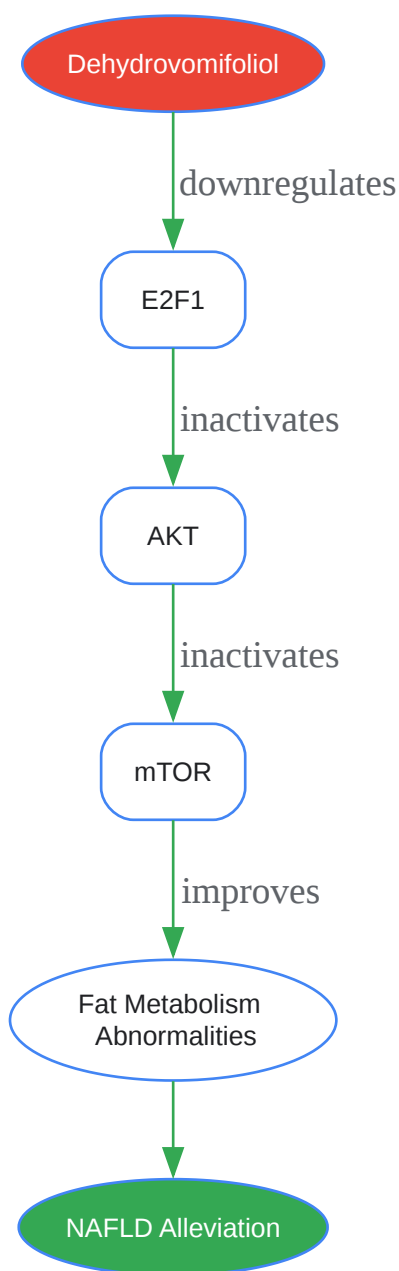 Dehydrovomifoliol
downregulates
E2F1
inactivates
AKT
inactivates
mTOR
improves
Fat Metabolism
Abnormalities
NAFLD Alleviation